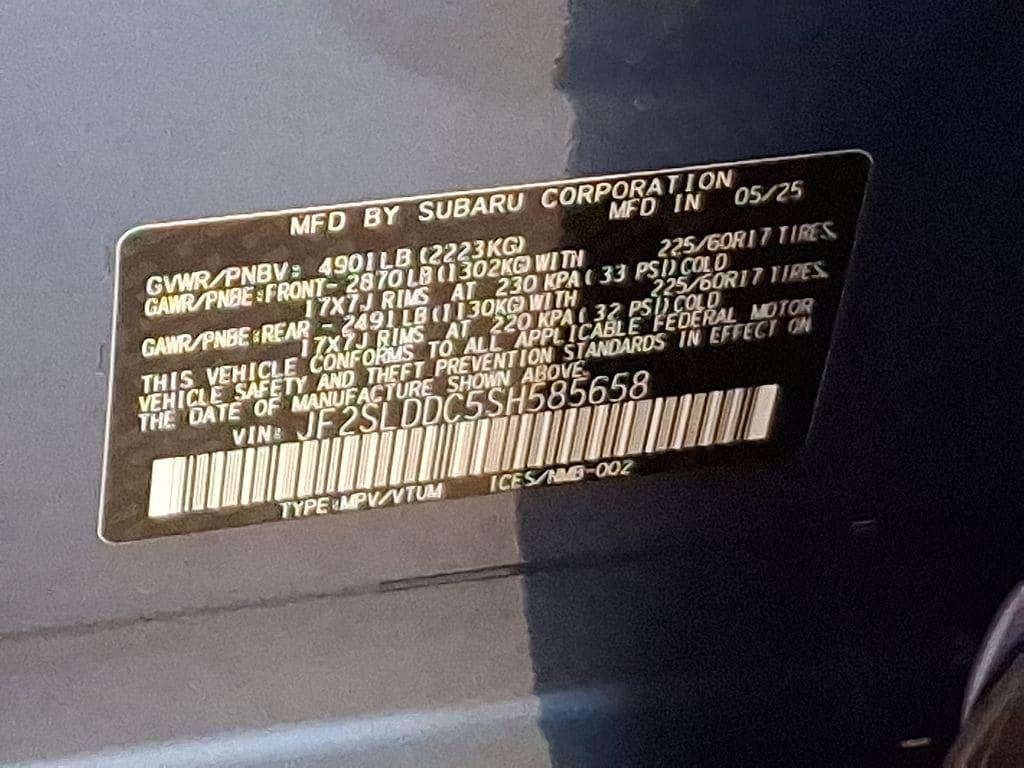 MFD BY SUBARU CORPORATION
MFD IN 05/25
GVWR/PNBV: 4901LB(2223KG)
GAWR/PNBE:FRONT- 2870LB(1302KG)WITH 225/60R17 TIRES
17X7J RIMS AT 230 KPA( 33 PSI)COLD
GAWR/PNBE:REAR - 2491LB(1130KG)WITH 225/60R17 TIRES
17X7J RIMS AT 220 KPA( 32 PSI)COLD
THIS VEHICLE CONFORMS TO ALL APPLICABLE FEDERAL MOTOR
VEHICLE SAFETY AND THEFT PREVENTION STANDARDS IN EFFECT ON
THE DATE OF MANUFACTURE SHOWN ABOVE.
VIN: JF2SLDDC5SH585658
TYPE:MPV/VTUM ICES/NMB-002